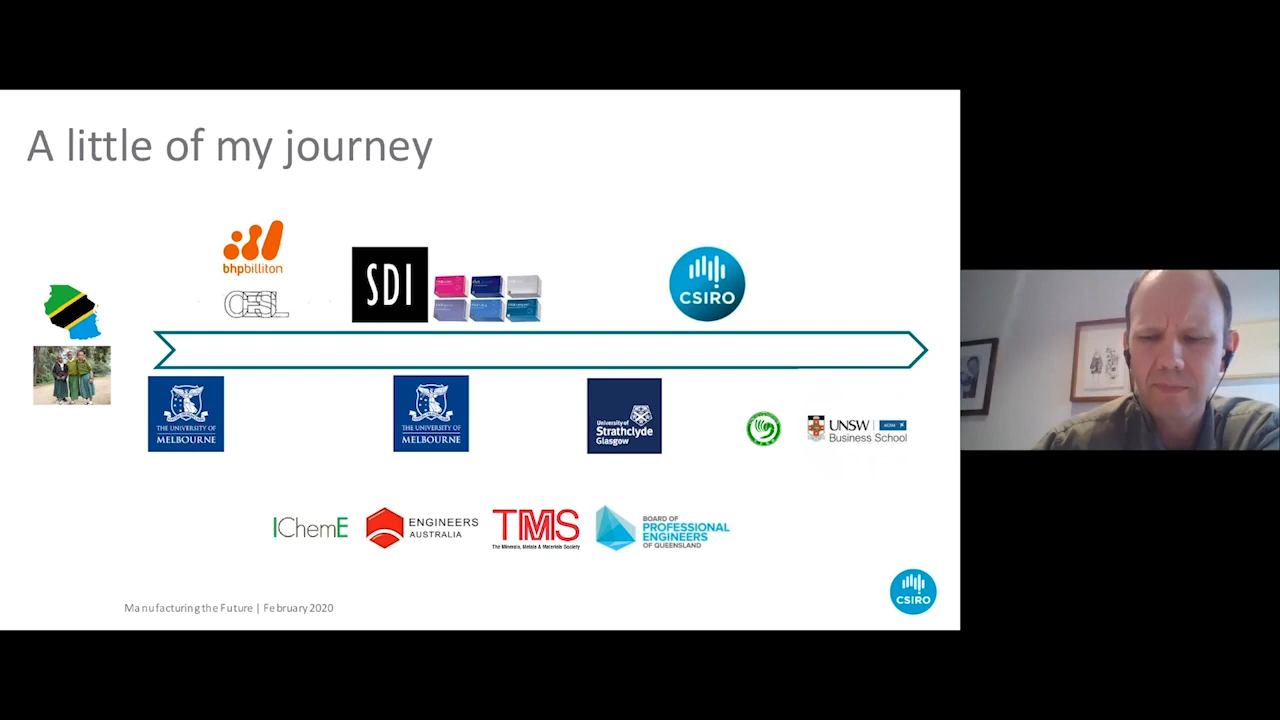 A little of my journey
bhpbilliton
SDI
CSIRO
THE UNIVERSITY OF
MELBOURNE
THE UNIVERSITY OF
MELBOURNE
University of
Strathclyde
Glasgow
UNSW
Business School
IChemE
ENGINEERS
AUSTRALIA
TMS
The Minerals, Metals & Materials Society
BOARD OF
PROFESSIONAL
ENGINEERS
OF QUEENSLAND
Manufacturing the Future | February 2020
CSIRO